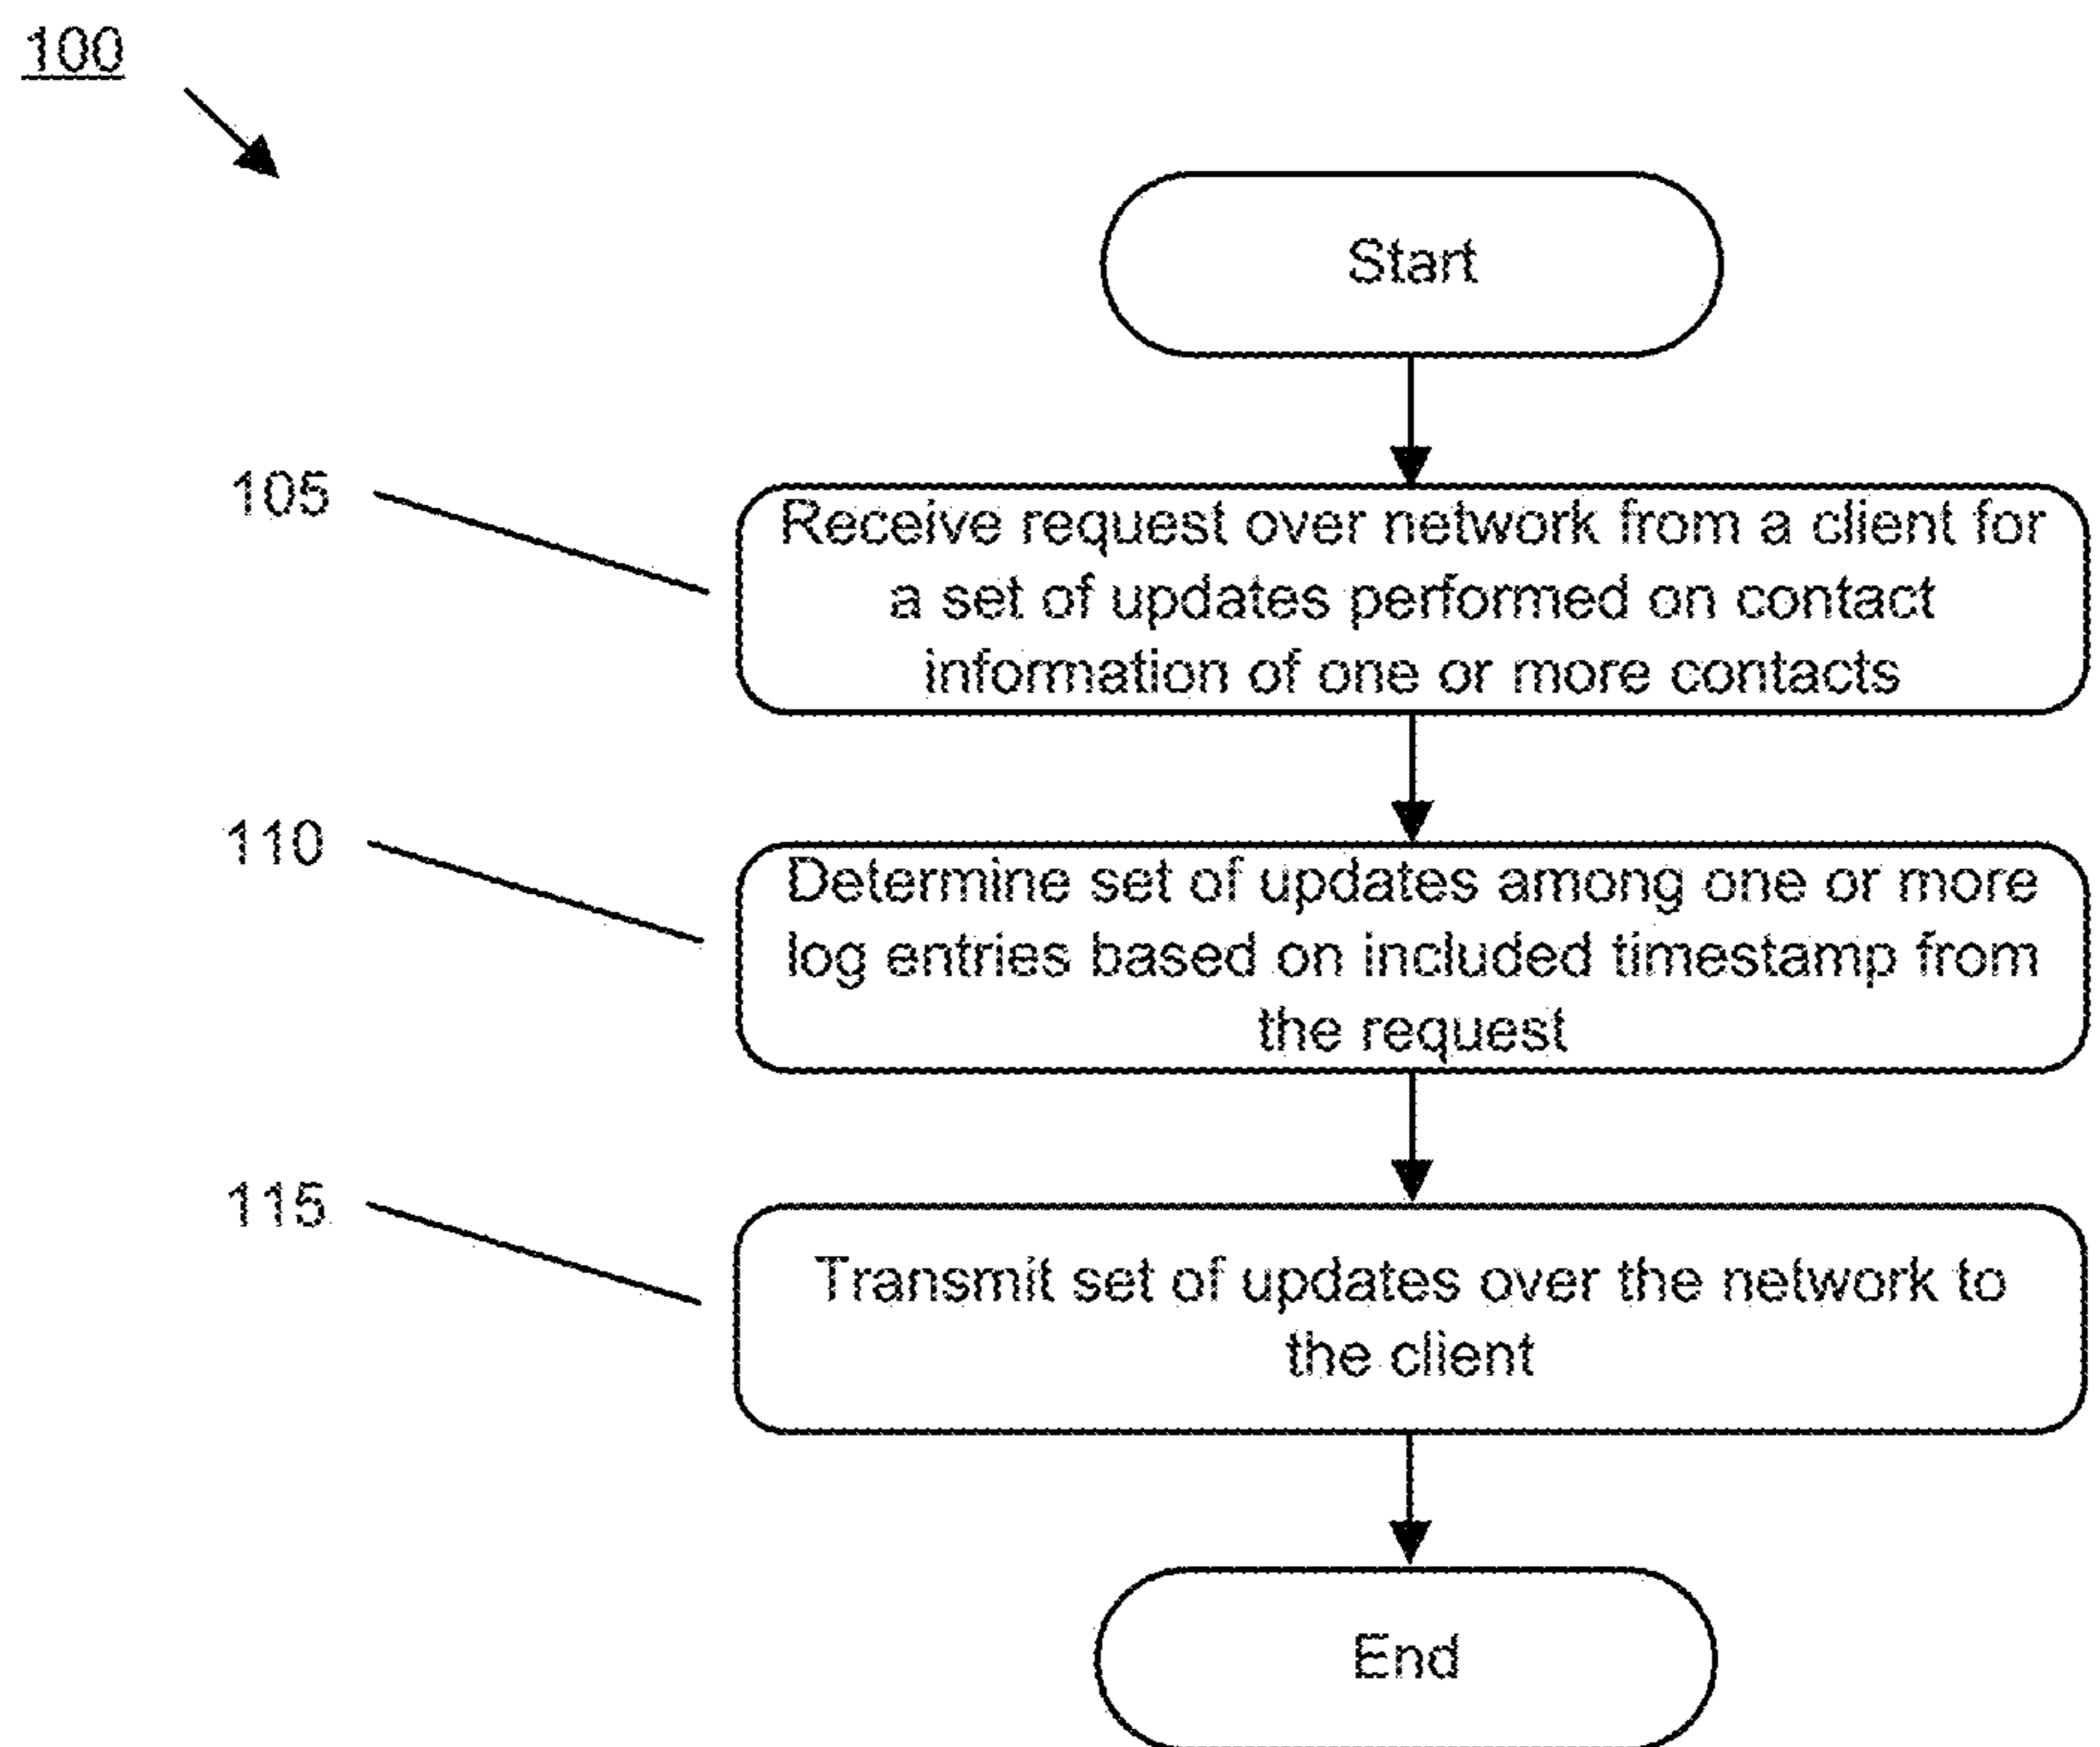 100
Start
105
Receive request over network from a client for
a set of updates performed on contact
information of one or more contacts
110
Determine set of updates among one or more
log entries based on included timestamp from
the request
115
Transmit set of updates over the network to
the client
End